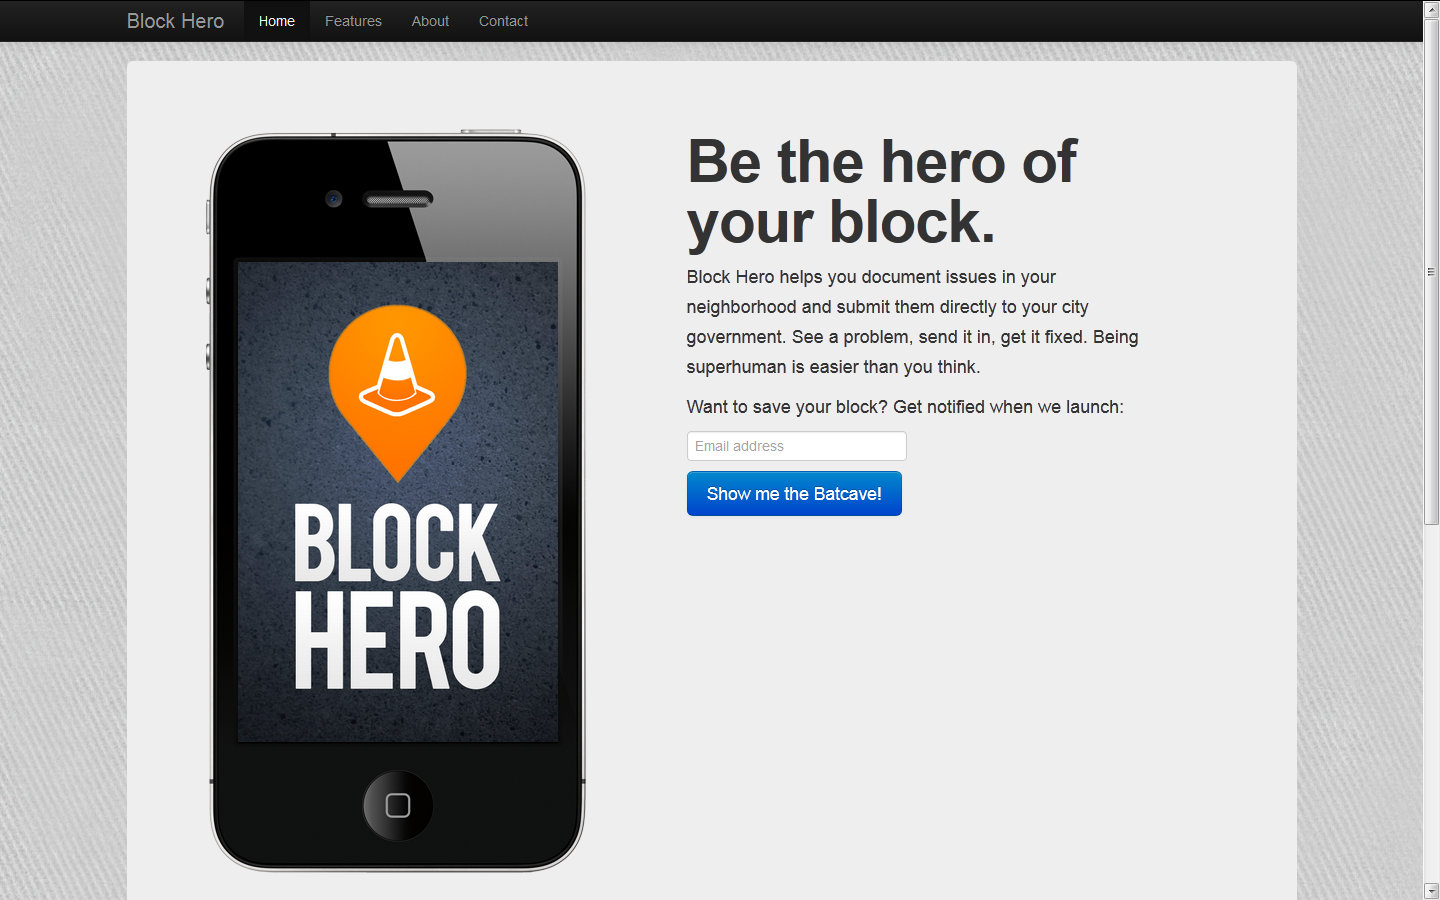 Block Hero Home Features About Contact
Be the hero of
your block.
Block Hero helps you document issues in your
neighborhood and submit them directly to your city
government. See a problem, send it in, get it fixed. Being
superhuman is easier than you think.
Want to save your block? Get notified when we launch:
Email address
Show me the Batcave!
BLOCK
HERO